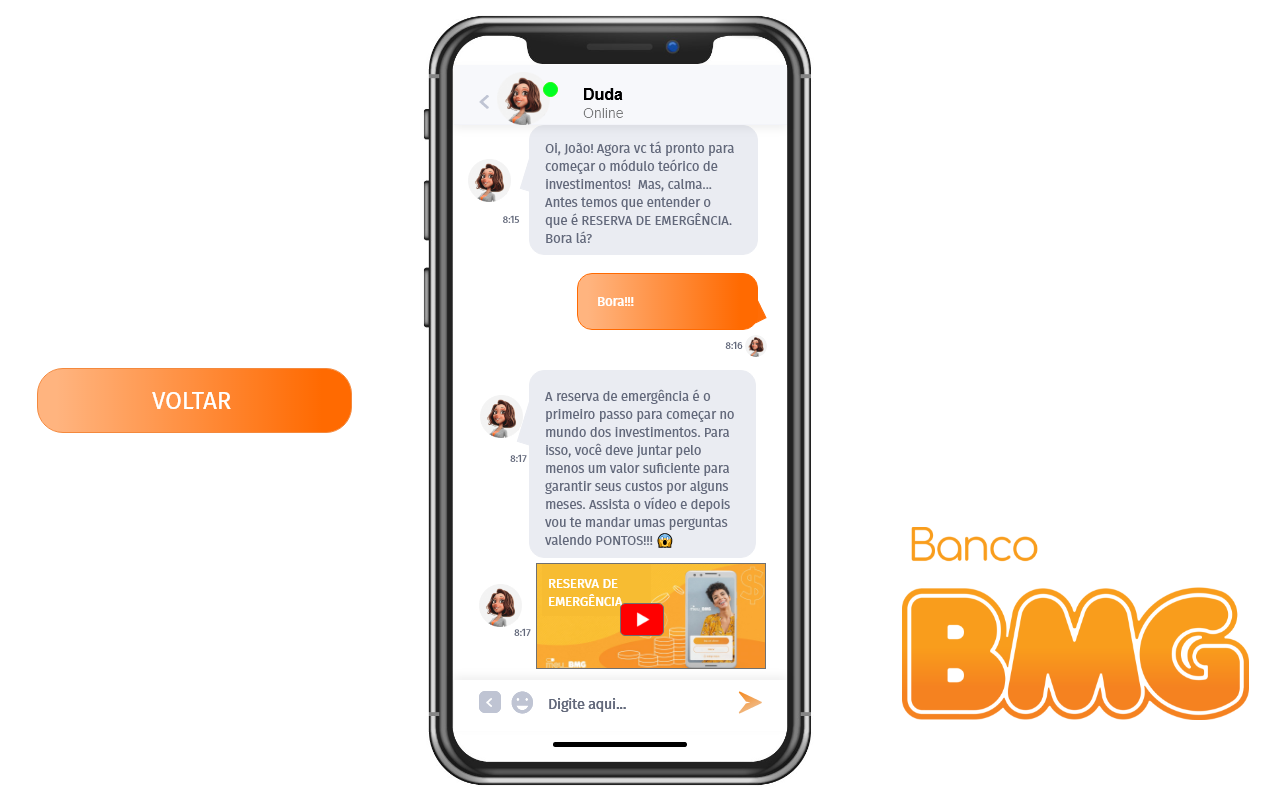 Duda
Online
Oi, João! Agora vc tá pronto para
começar o módulo teórico de
investimentos!  Mas, calma...
Antes temos que entender o
que é RESERVA DE EMERGÊNCIA.
Bora lá?
8:15
Bora!!!
8:16
VOLTAR
A reserva de emergência é o
primeiro passo para começar no
mundo dos investimentos. Para
isso, você deve juntar pelo
menos um valor suficiente para
garantir seus custos por alguns
meses. Assista o vídeo e depois
vou te mandar umas perguntas
valendo PONTOS!!! 😱
8:17
RESERVA DE
EMERGÊNCIA
8:17
meu BMG
Digite aqui...
Banco
BMG